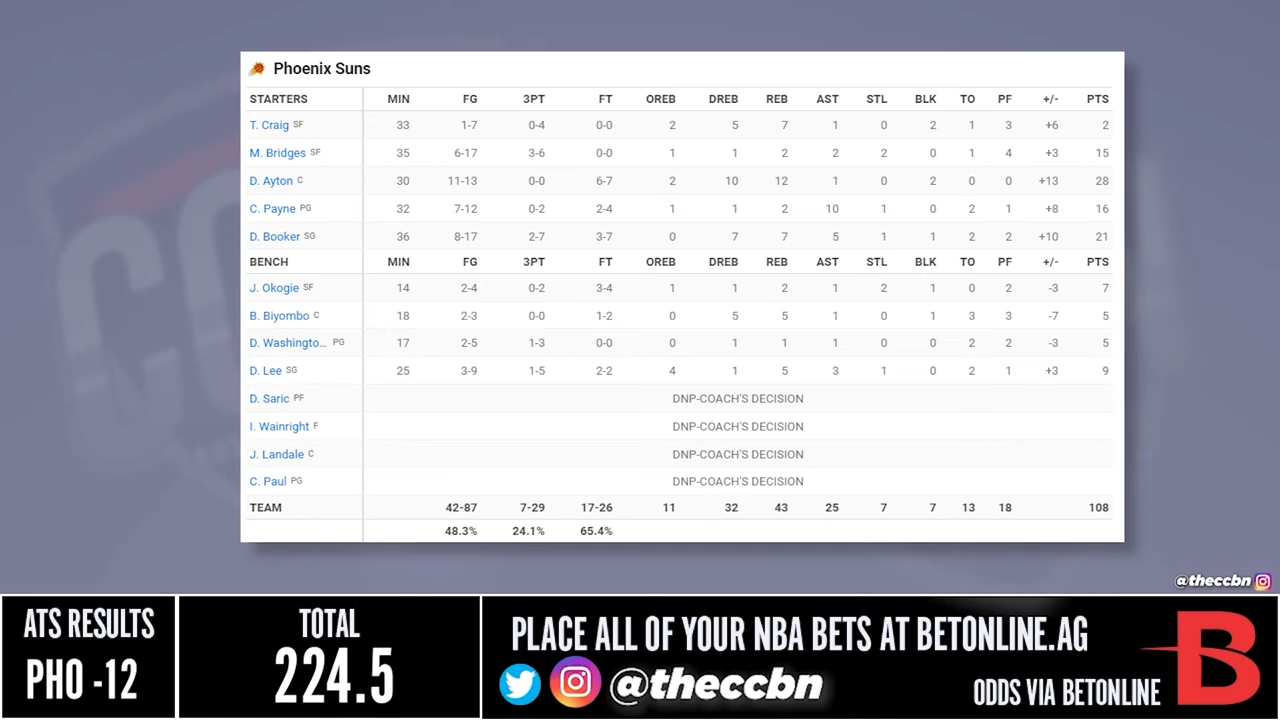 Phoenix Suns
STARTERS MIN FG 3PT FT OREB DREB REB AST STL BLK TO PF +/- PTS
T. Craig SF 33 1-7 0-4 0-0 2 5 7 1 0 2 1 3 +6 2
M. Bridges SF 35 6-17 3-6 0-0 1 1 2 2 2 0 1 4 +3 15
D. Ayton C 30 11-13 0-0 6-7 2 10 12 1 0 2 0 0 +13 28
C. Payne PG 32 7-12 0-2 2-4 1 1 2 10 1 0 2 1 +8 16
D. Booker SG 36 8-17 2-7 3-7 0 7 7 5 1 1 2 2 +10 21
BENCH MIN FG 3PT FT OREB DREB REB AST STL BLK TO PF +/- PTS
J. Okogie SF 14 2-4 0-2 3-4 1 1 2 1 2 1 0 2 -3 7
B. Biyombo C 18 2-3 0-0 1-2 0 5 5 1 0 1 3 3 -7 5
D. Washingto... PG 17 2-5 1-3 0-0 0 1 1 1 0 0 2 2 -3 5
D. Lee SG 25 3-9 1-5 2-2 4 1 5 3 1 0 2 1 +3 9
D. Saric PF DNP-COACH'S DECISION
I. Wainright F DNP-COACH'S DECISION
J. Landale C DNP-COACH'S DECISION
C. Paul PG DNP-COACH'S DECISION
TEAM 42-87 7-29 17-26 11 32 43 25 7 7 13 18 108
48.3% 24.1% 65.4%
@theccbn
ATS RESULTS
PHO -12
TOTAL
224.5
PLACE ALL OF YOUR NBA BETS AT BETONLINE.AG
@theccbn
ODDS VIA BETONLINE
B